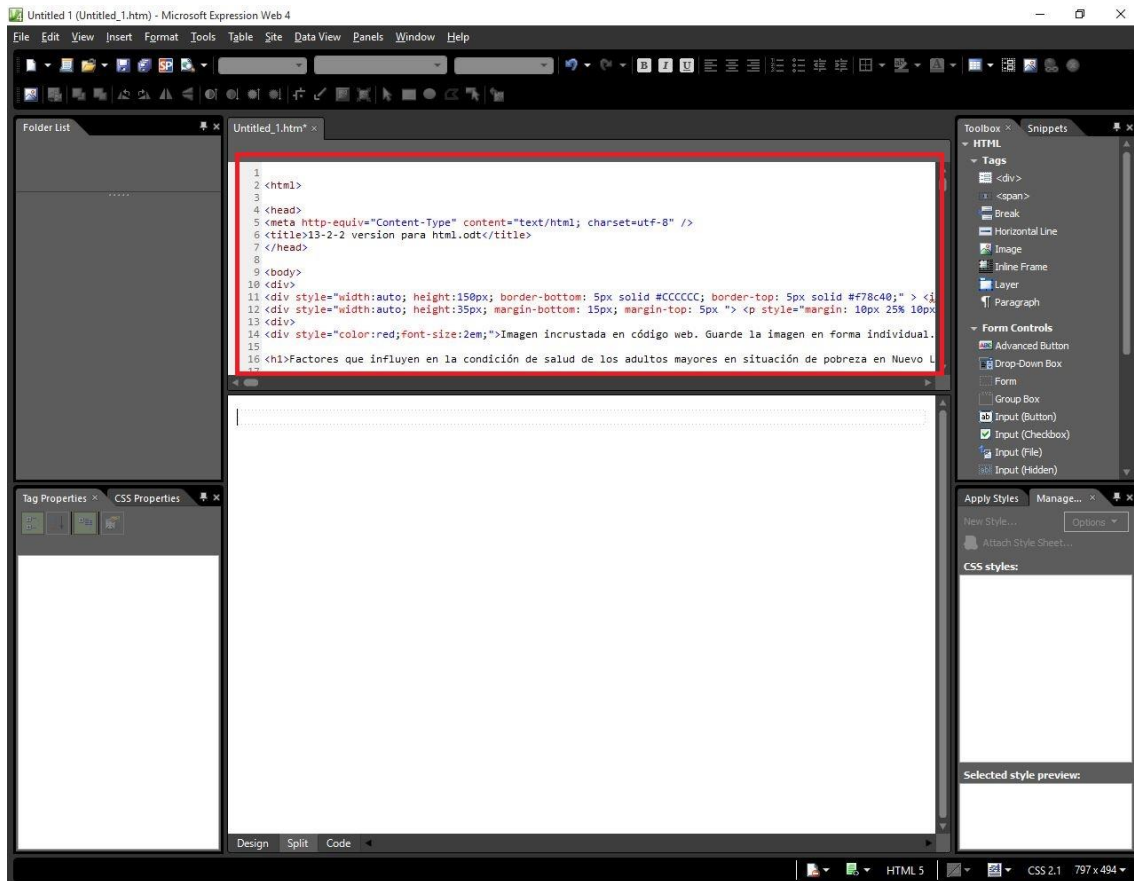 Untitled 1 (Untitled_1.htm) - Microsoft Expression Web 4
File Edit View Insert Format Tools Table Site Data View Panels Window Help
Folder List
Untitled_1.htm* ×
1
2 <html>
3
4 <head>
5 <meta http-equiv="Content-Type" content="text/html; charset=utf-8" />
6 <title>13-2-2 version para html.odt</title>
7 </head>
8
9 <body>
10 <div>
11 <div style="width:auto; height:150px; border-bottom: 5px solid #CCCCCC; border-top: 5px solid #f78c40;" > <i
12 <div style="width:auto; height:35px; margin-bottom: 15px; margin-top: 5px "> <p style="margin: 10px 25% 10px
13 <div>
14 <div style="color:red;font-size:2em;">Imagen incrustada en código web. Guarde la imagen en forma individual.
15
16 <h1>Factores que influyen en la condición de salud de los adultos mayores en situación de pobreza en Nuevo L
17
Toolbox × Snippets
HTML
Tags
<div>
<span>
Break
Horizontal Line
Image
Inline Frame
Layer
Paragraph
Form Controls
Advanced Button
Drop-Down Box
Form
Group Box
Input (Button)
Input (Checkbox)
Input (File)
Input (Hidden)
Tag Properties × CSS Properties
Apply Styles Manage... ×
New Style... Options
Attach Style Sheet...
CSS styles:
Selected style preview:
Design Split Code
HTML 5 CSS 2.1 797 x 494